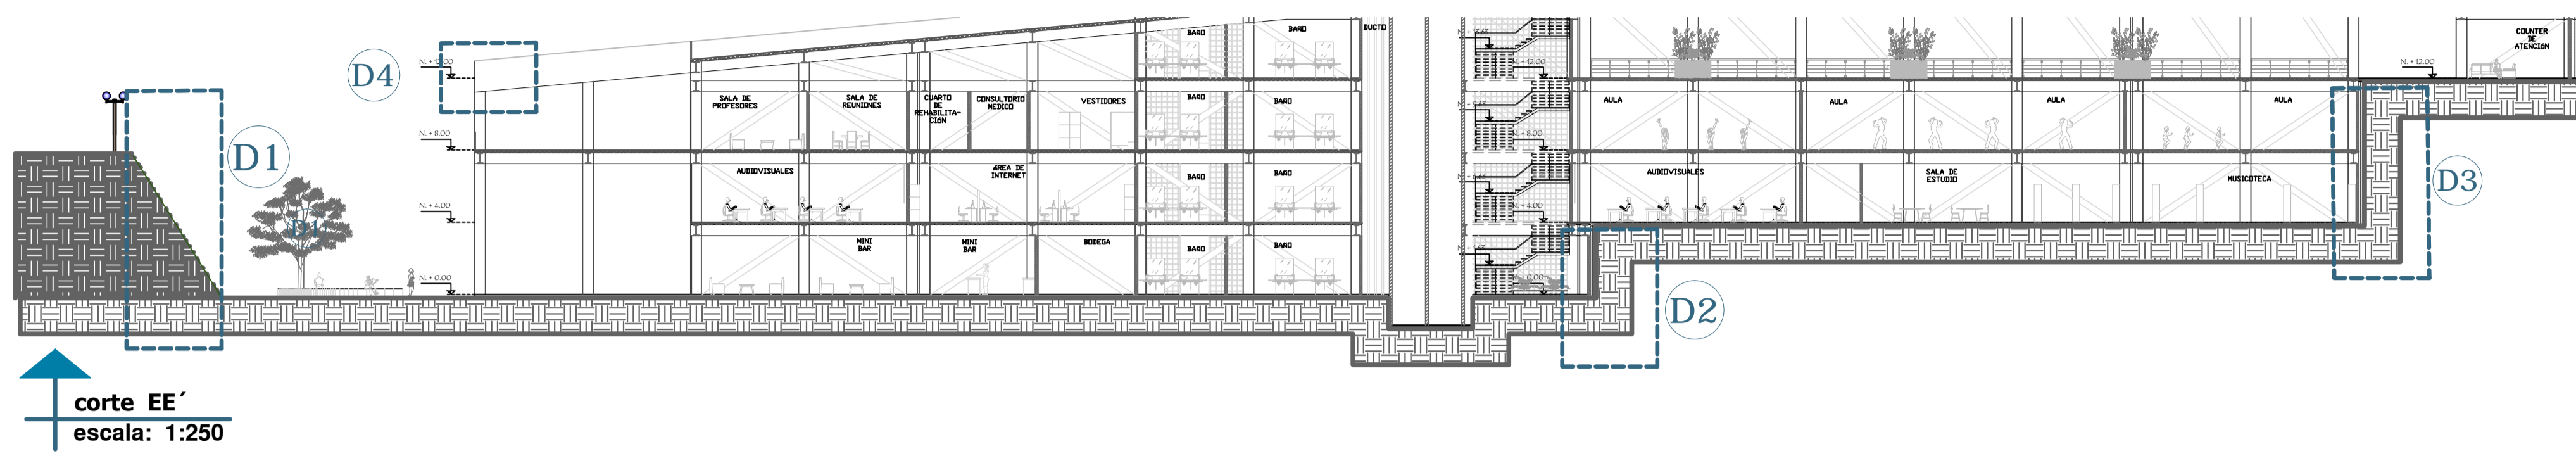 D4
N. + 12.00
D1
N. + 8.00
N. + 4.00
N. + 0.00
D1
BAÑO
BAÑO
DUCTO
SALA DE
PROFESORES
SALA DE
REUNIONES
CUARTO
DE
REHABILITA-
CIóN
CONSULTORIO
MEDICO
VESTIDORES
BAÑO
BAÑO
AUDIOVISUALES
AREA DE
INTERNET
BAÑO
BAÑO
MINI
BAR
MINI
BAR
BODEGA
BAÑO
BAÑO
N. + 12.00
N. + 8.00
N. + 4.00
N. + 0.00
AULA
AULA
AULA
AULA
AUDIOVISUALES
SALA DE
ESTUDIO
MUSICOTECA
D2
COUNTER
DE
ATENCIóN
N. + 12.00
D3
corte EE´
escala: 1:250